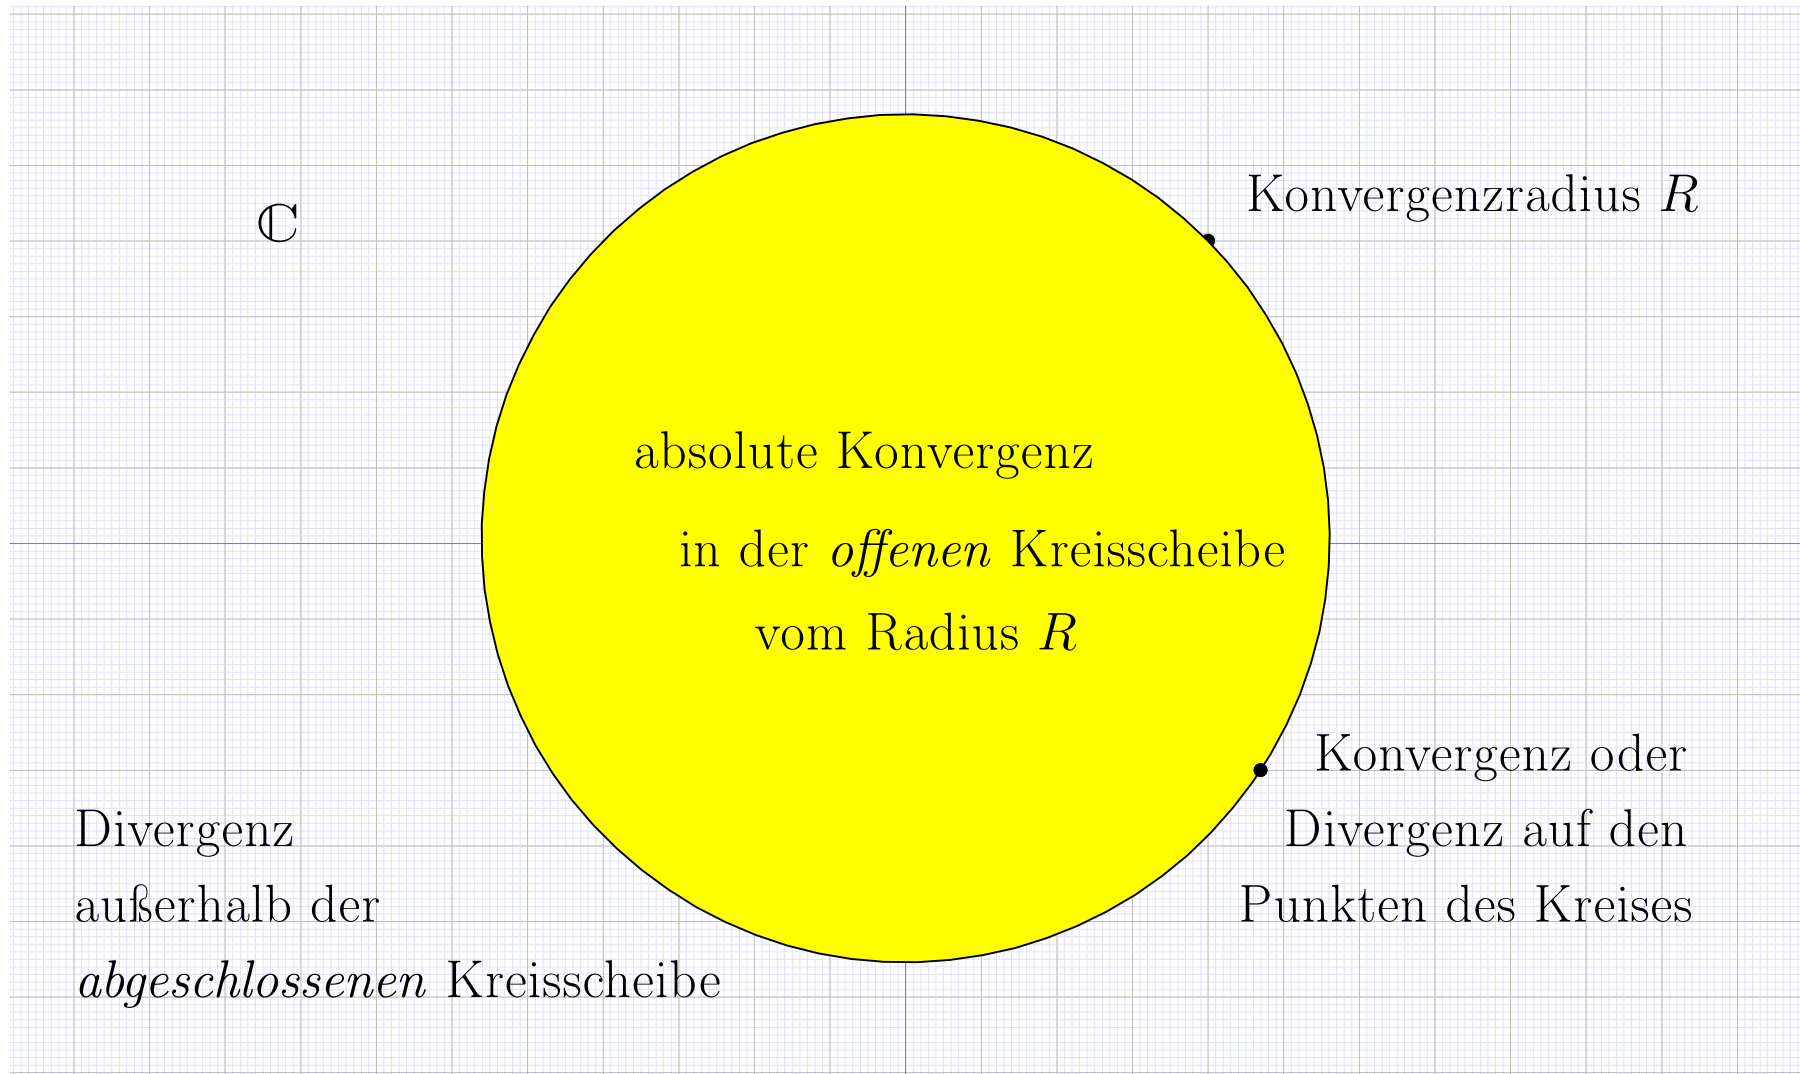 Konvergenzradius R
ℂ
absolute Konvergenz
in der offenen Kreisscheibe
vom Radius R
Konvergenz oder
Divergenz auf den
Punkten des Kreises
Divergenz
außerhalb der
abgeschlossenen Kreisscheibe